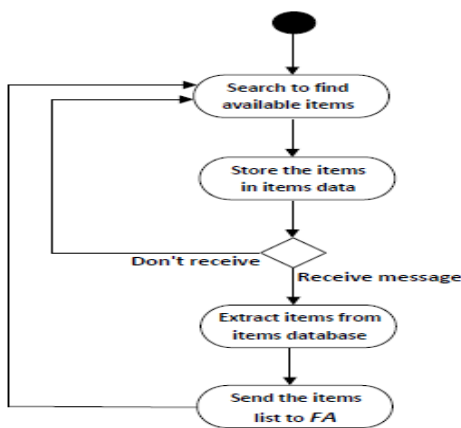 Search to find
available items
Store the items
in items data
Don't receive
Receive message
Extract items from
items database
Send the items
list to FA